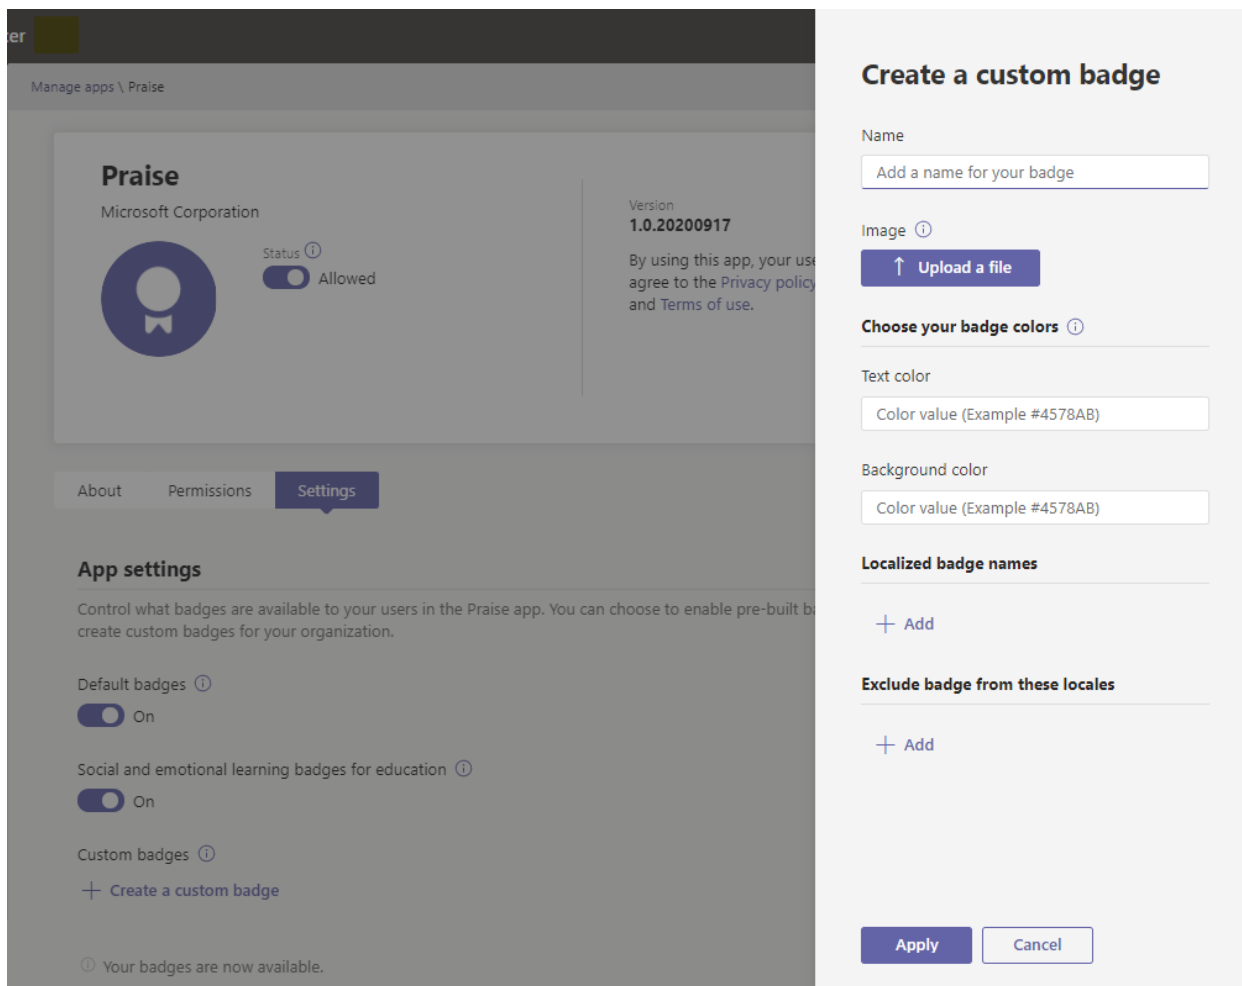 Manage apps \ Praise
Praise
Microsoft Corporation
Status
Allowed
Version
1.0.20200917
By using this app, your
agree to the Privacy policy
and Terms of use.
About
Permissions
Settings
App settings
Control what badges are available to your users in the Praise app. You can choose to enable pre-built
create custom badges for your organization.
Default badges
On
Social and emotional learning badges for education
On
Custom badges
+ Create a custom badge
Your badges are now available.
Create a custom badge
Name
Add a name for your badge
Image
↑ Upload a file
Choose your badge colors
Text color
Color value (Example #4578AB)
Background color
Color value (Example #4578AB)
Localized badge names
+ Add
Exclude badge from these locales
+ Add
Apply
Cancel